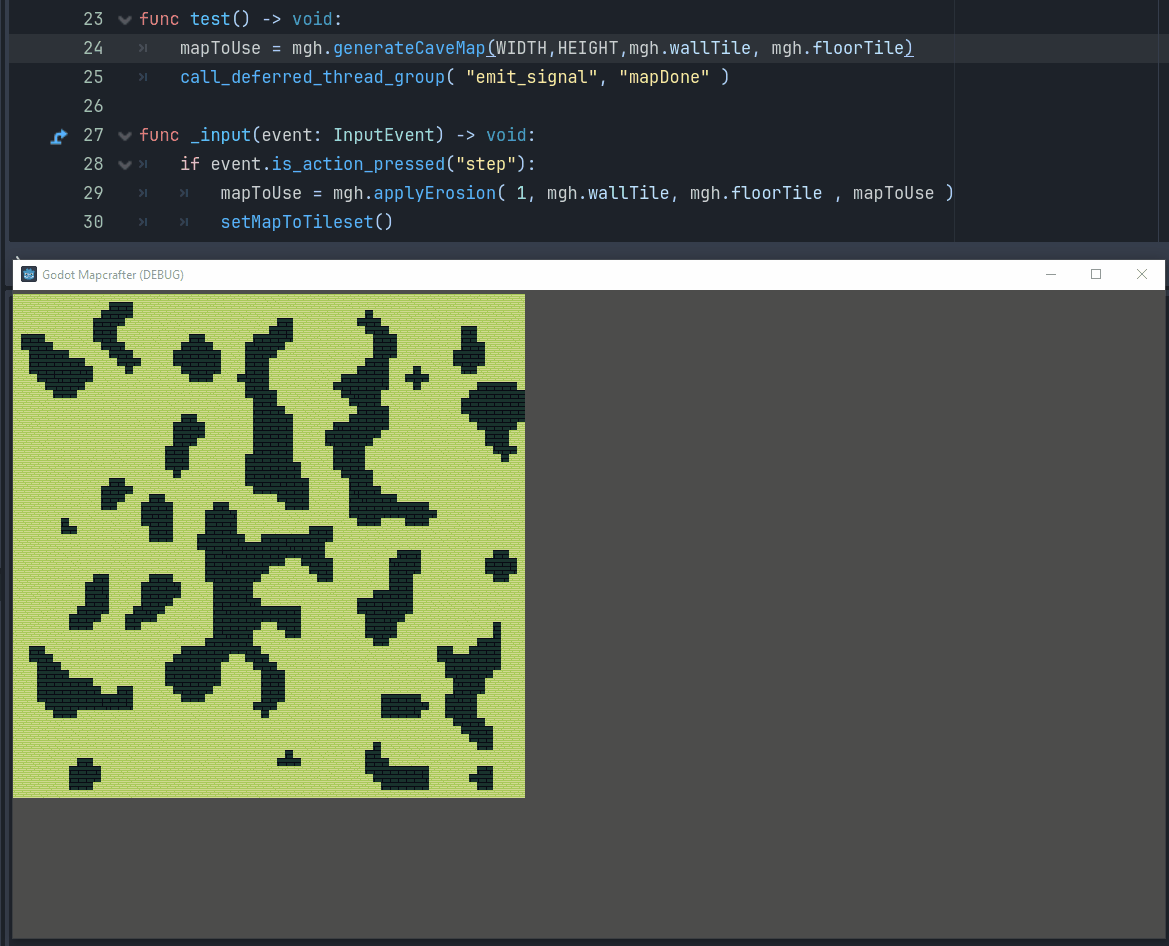 23 func test() -> void:
24 mapToUse = mgh.generateCaveMap(WIDTH,HEIGHT,mgh.wallTile, mgh.floorTile)
25 call_deferred_thread_group( "emit_signal", "mapDone" )
26
27 func _input(event: InputEvent) -> void:
28 if event.is_action_pressed("step"):
29 mapToUse = mgh.applyErosion( 1, mgh.wallTile, mgh.floorTile , mapToUse )
30 setMapToTileset()
Godot Mapcrafter (DEBUG)